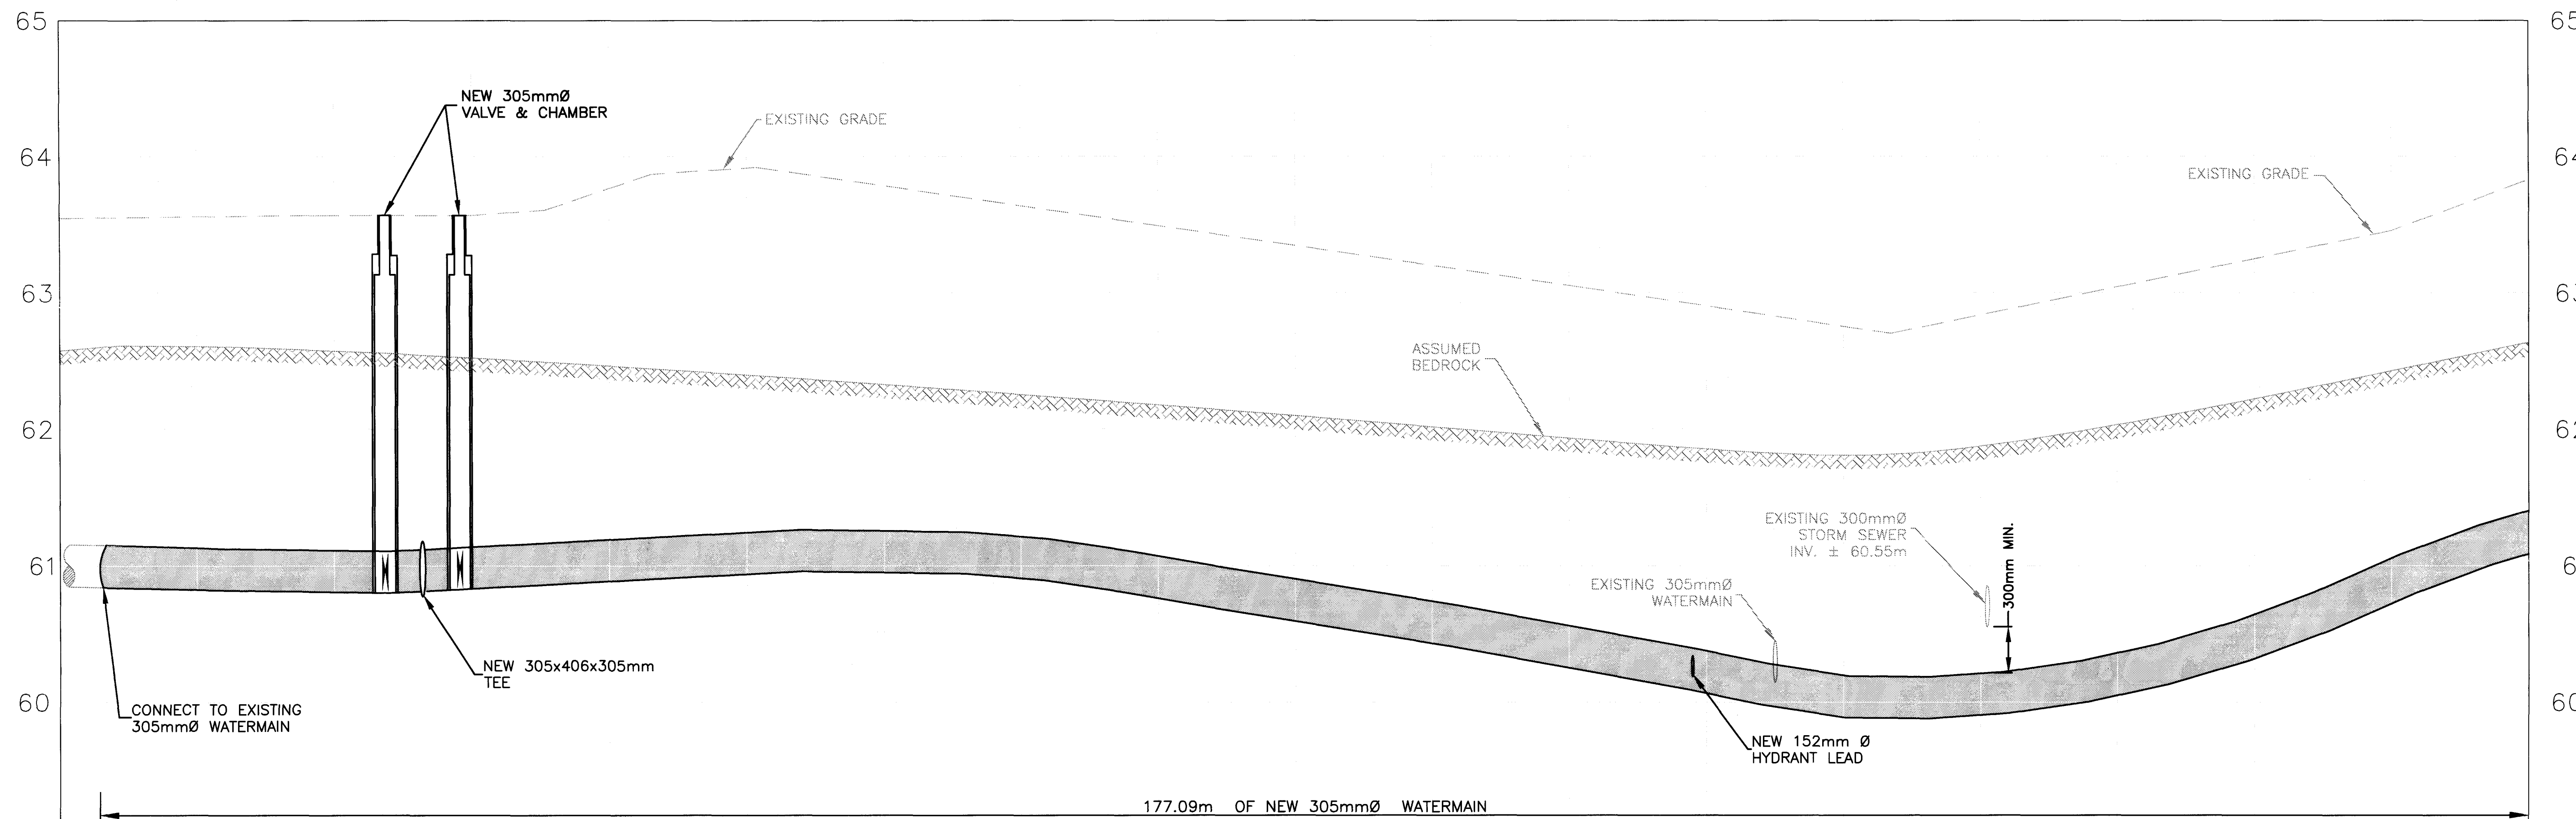 65
65
NEW 305mmØ
VALVE & CHAMBER
EXISTING GRADE
64
64
EXISTING GRADE
63
63
ASSUMED
BEDROCK
62
62
EXISTING 300mmØ
STORM SEWER
INV. ± 60.55m
300mm MIN.
61
6
EXISTING 305mmØ
WATERMAIN
NEW 305x406x305mm
TEE
60
60
CONNECT TO EXISTING
305mmØ WATERMAIN
NEW 152mm Ø
HYDRANT LEAD
177.09m OF NEW 305mmØ WATERMAIN